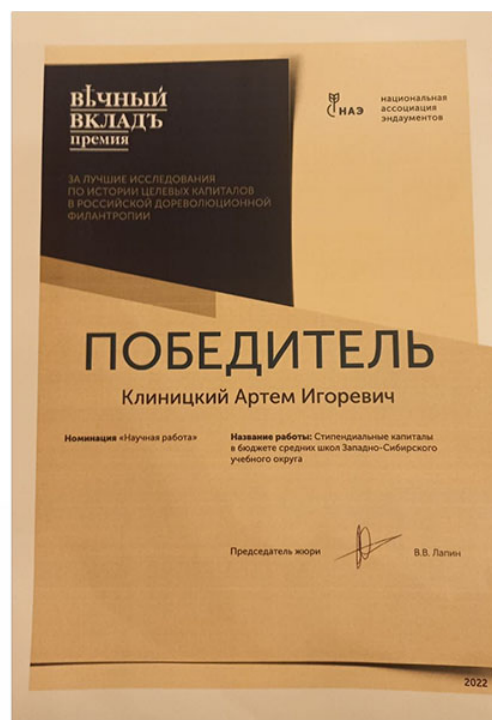 вѣчный
вкладъ
премия
НАЭ
национальная
ассоциация
эндаументов
ЗА ЛУЧШИЕ ИССЛЕДОВАНИЯ
ПО ИСТОРИИ ЦЕЛЕВЫХ КАПИТАЛОВ
В РОССИЙСКОЙ ДОРЕВОЛЮЦИОННОЙ
ФИЛАНТРОПИИ
ПОБЕДИТЕЛЬ
Клиницкий Артем Игоревич
Номинация «Научная работа»
Название работы: Стипендиальные капиталы
в бюджете средних школ Западно-Сибирского
учебного округа
Председатель жюри
В.В. Лапин
2022